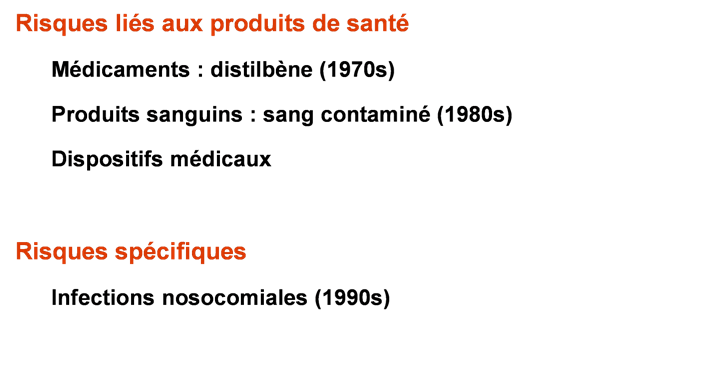 Risques liés aux produits de santé
Médicaments : distilbène (1970s)
Produits sanguins : sang contaminé (1980s)
Dispositifs médicaux
Risques spécifiques
Infections nosocomiales (1990s)